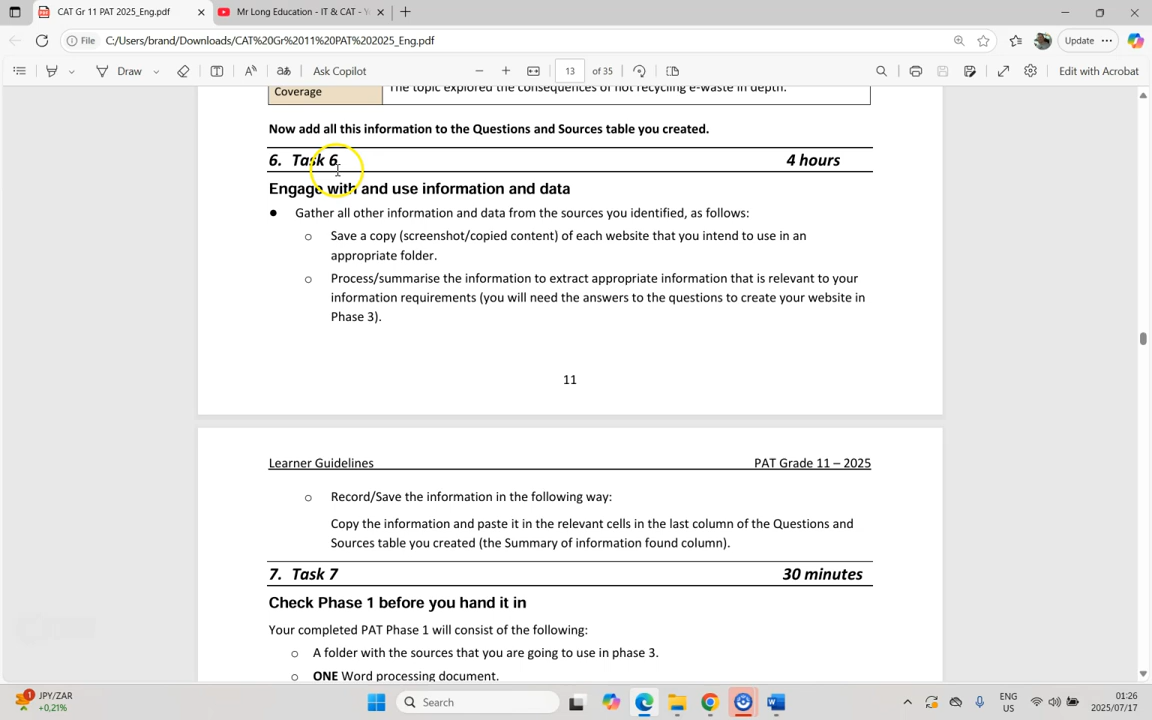 CAT Gr 11 PAT 2025_Eng.pdf
Mr Long Education - IT & CAT - Y
File
C:/Users/brand/Downloads/CAT%20Gr%2011%20PAT%202025_Eng.pdf
Update
Draw
Ask Copilot
13
of 35
Edit with Acrobat
Coverage
The topic explored the consequences of not recycling e-waste in depth.
Now add all this information to the Questions and Sources table you created.
6. Task 6
4 hours
Engage with and use information and data
● Gather all other information and data from the sources you identified, as follows:
o Save a copy (screenshot/copied content) of each website that you intend to use in an
appropriate folder.
o Process/summarise the information to extract appropriate information that is relevant to your
information requirements (you will need the answers to the questions to create your website in
Phase 3).
11
Learner Guidelines
PAT Grade 11 – 2025
o Record/Save the information in the following way:
Copy the information and paste it in the relevant cells in the last column of the Questions and
Sources table you created (the Summary of information found column).
7. Task 7
30 minutes
Check Phase 1 before you hand it in
Your completed PAT Phase 1 will consist of the following:
o A folder with the sources that you are going to use in phase 3.
o ONE Word processing document.
JPY/ZAR
+0,21%
Search
ENG
US
01:26
2025/07/17